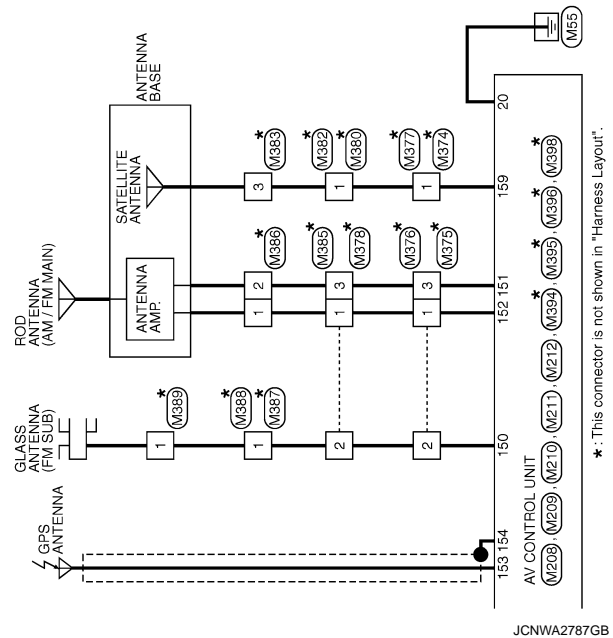 GPS
ANTENNA
GLASS
ANTENNA
(FM SUB)
ROD
ANTENNA
(AM / FM MAIN)
ANTENNA
AMP.
SATELLITE
ANTENNA
ANTENNA
BASE
1
* M389
1
* M388
* M387
2
2
1 2
* M386
1 3
* M385
* M378
1 3
* M376
* M375
3
* M383
1
* M382
* M380
1
* M377
* M374
153 154
150
152 151
159
20
M55
AV CONTROL UNIT
M208 , M209 , M210 , M211 , M212 , * M394 , * M395 , * M396 , * M398
* : This connector is not shown in "Harness Layout".
JCNWA2787GB